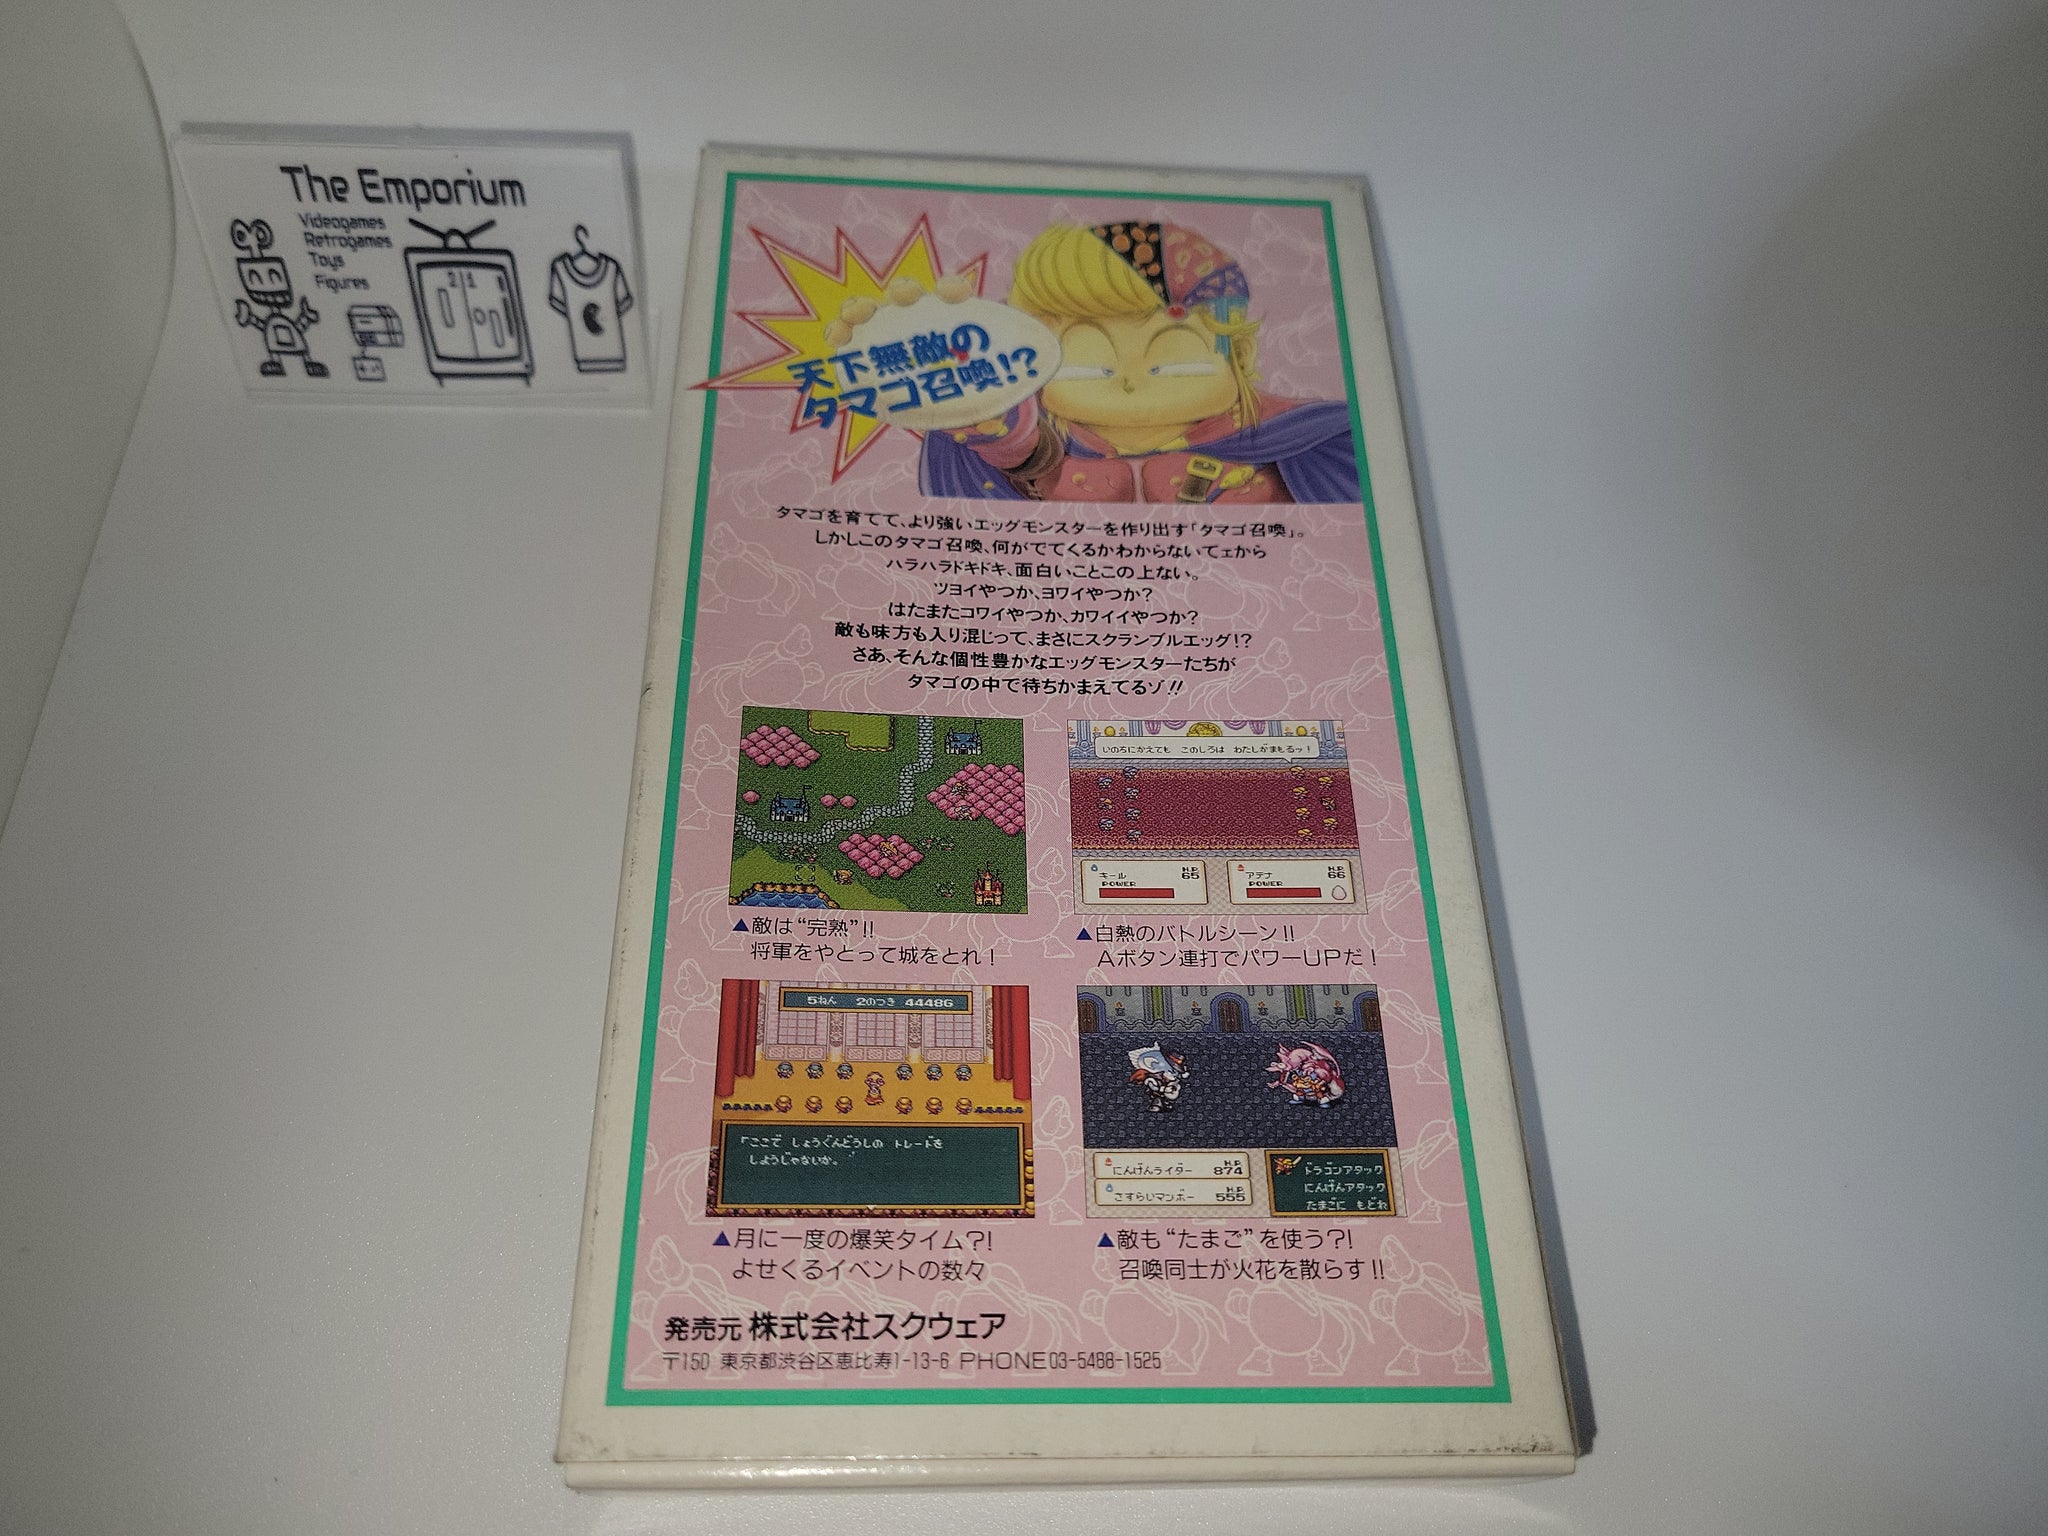 The Emporium
Videogames
Retrogames
Toys
Figures
天下無敵の
タマゴ召喚!?
タマゴを育てて、より強いエッグモンスターを作り出す「タマゴ召喚」。
しかしこのタマゴ召喚、何がでてくるかわからないてェから
ハラハラドキドキ、面白いことこの上ない。
ツヨイやつか、ヨワイやつか?
はたまたコワイやつか、カワイイやつか?
敵も味方も入り混じって、まさにスクランブルエッグ!?
さあ、そんな個性豊かなエッグモンスターたちが
タマゴの中で待ちかまえてるゾ!!
いのちにかえても このしろは わたしがまもるッ!
キール H.P.
POWER 65
アテナ H.P.
POWER 66
▲敵は“完熟”!!
将軍をやとって城をとれ!
▲白熱のバトルシーン!!
Aボタン連打でパワーUPだ!
5ねん 2のつき 44486
「ここで しょうぐんどうしの トレードを
しようじゃないか。
にんげんライダー H.P. 874
さすらいマンボー H.P. 555
ドラゴンアタック
にんげんアタック
たまごに もどれ
▲月に一度の爆笑タイム?!
よせくるイベントの数々
▲敵も“たまご”を使う?!
召喚同士が火花を散らす!!
発売元 株式会社スクウェア
〒150 東京都渋谷区恵比寿1-13-6 PHONE03-5488-1525